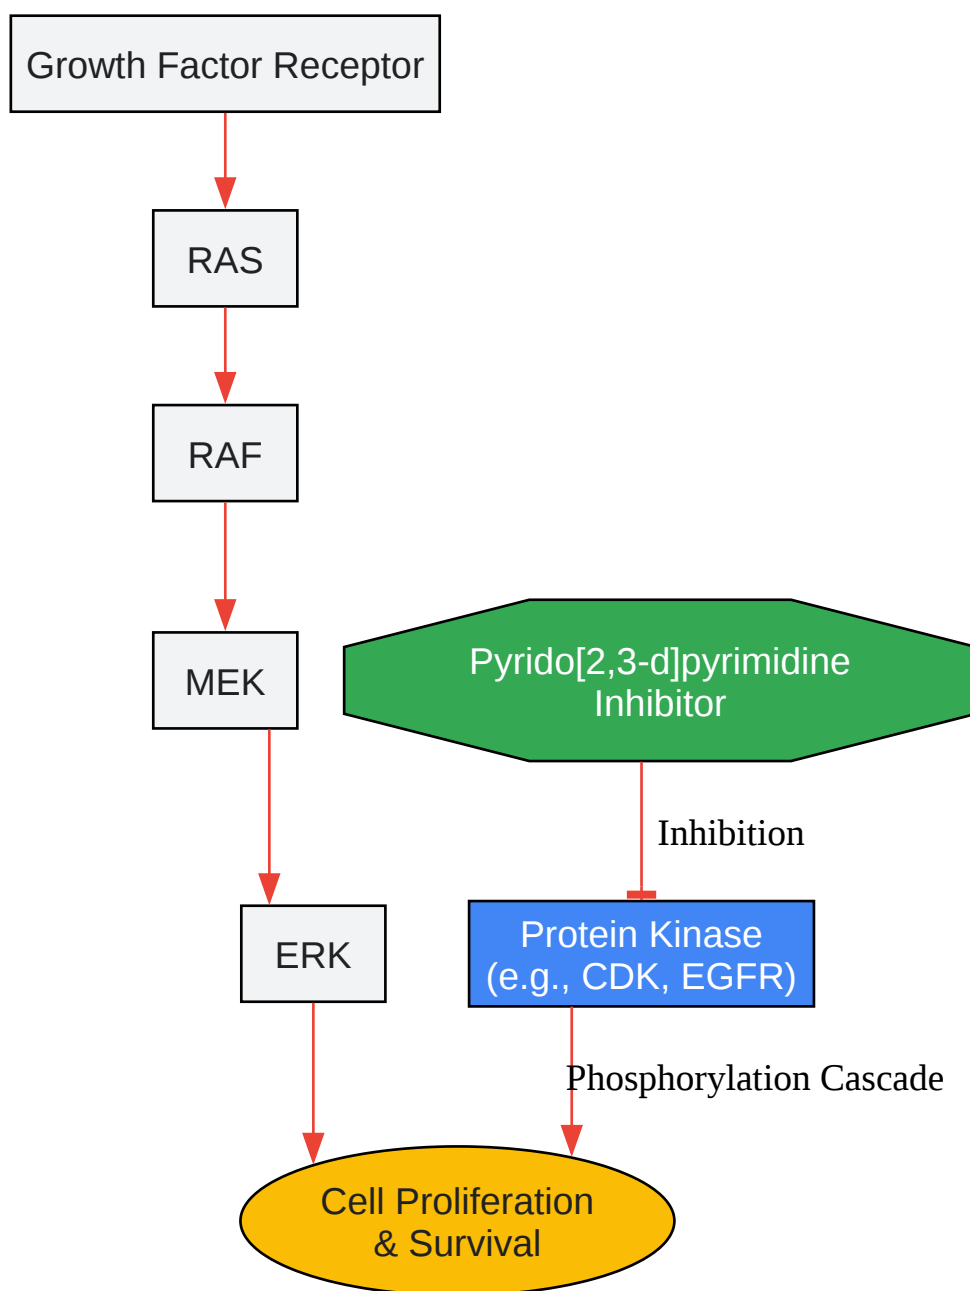 Growth Factor Receptor
RAS
RAF
MEK
Pyrido[2,3-d]pyrimidine
Inhibitor
Inhibition
ERK
Protein Kinase
(e.g., CDK, EGFR)
Phosphorylation Cascade
Cell Proliferation
& Survival